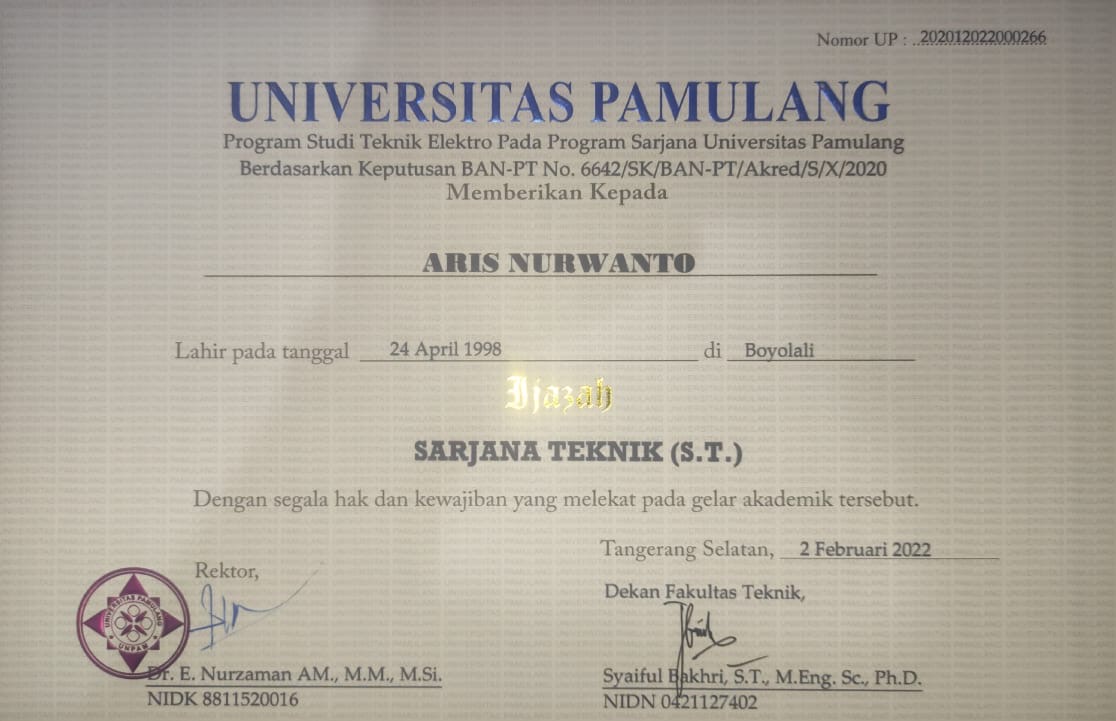 Nomor UP : ..202012022000266
UNIVERSITAS PAMULANG
Program Studi Teknik Elektro Pada Program Sarjana Universitas Pamulang
Berdasarkan Keputusan BAN-PT No. 6642/SK/BAN-PT/Akred/S/X/2020
Memberikan Kepada
ARIS NURWANTO
Lahir pada tanggal 24 April 1998 di Boyolali
Ijazah
SARJANA TEKNIK (S.T.)
Dengan segala hak dan kewajiban yang melekat pada gelar akademik tersebut.
Tangerang Selatan, 2 Februari 2022
Rektor,
UNIVERSITAS PAMULANG
UNPAM
Dr. E. Nurzaman AM., M.M., M.Si.
NIDK 8811520016
Dekan Fakultas Teknik,
Syaiful Bakhri, S.T., M.Eng. Sc., Ph.D.
NIDN 0421127402